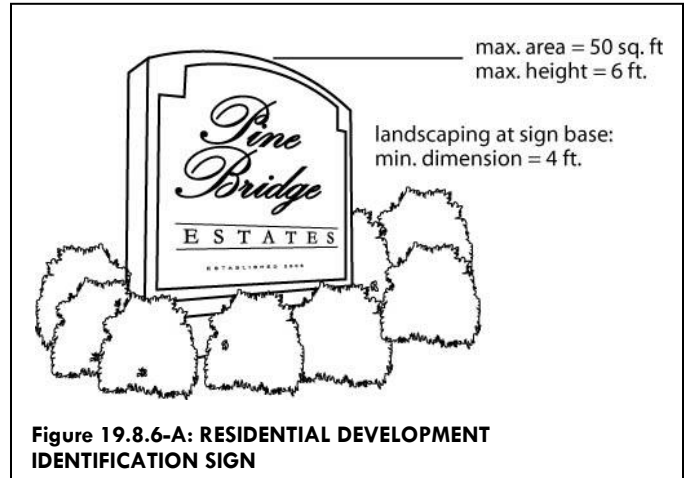 max. area = 50 sq. ft
max. height = 6 ft.
Pine
Bridge
ESTATES
landscaping at sign base:
min. dimension = 4 ft.
Figure 19.8.6-A: RESIDENTIAL DEVELOPMENT
IDENTIFICATION SIGN